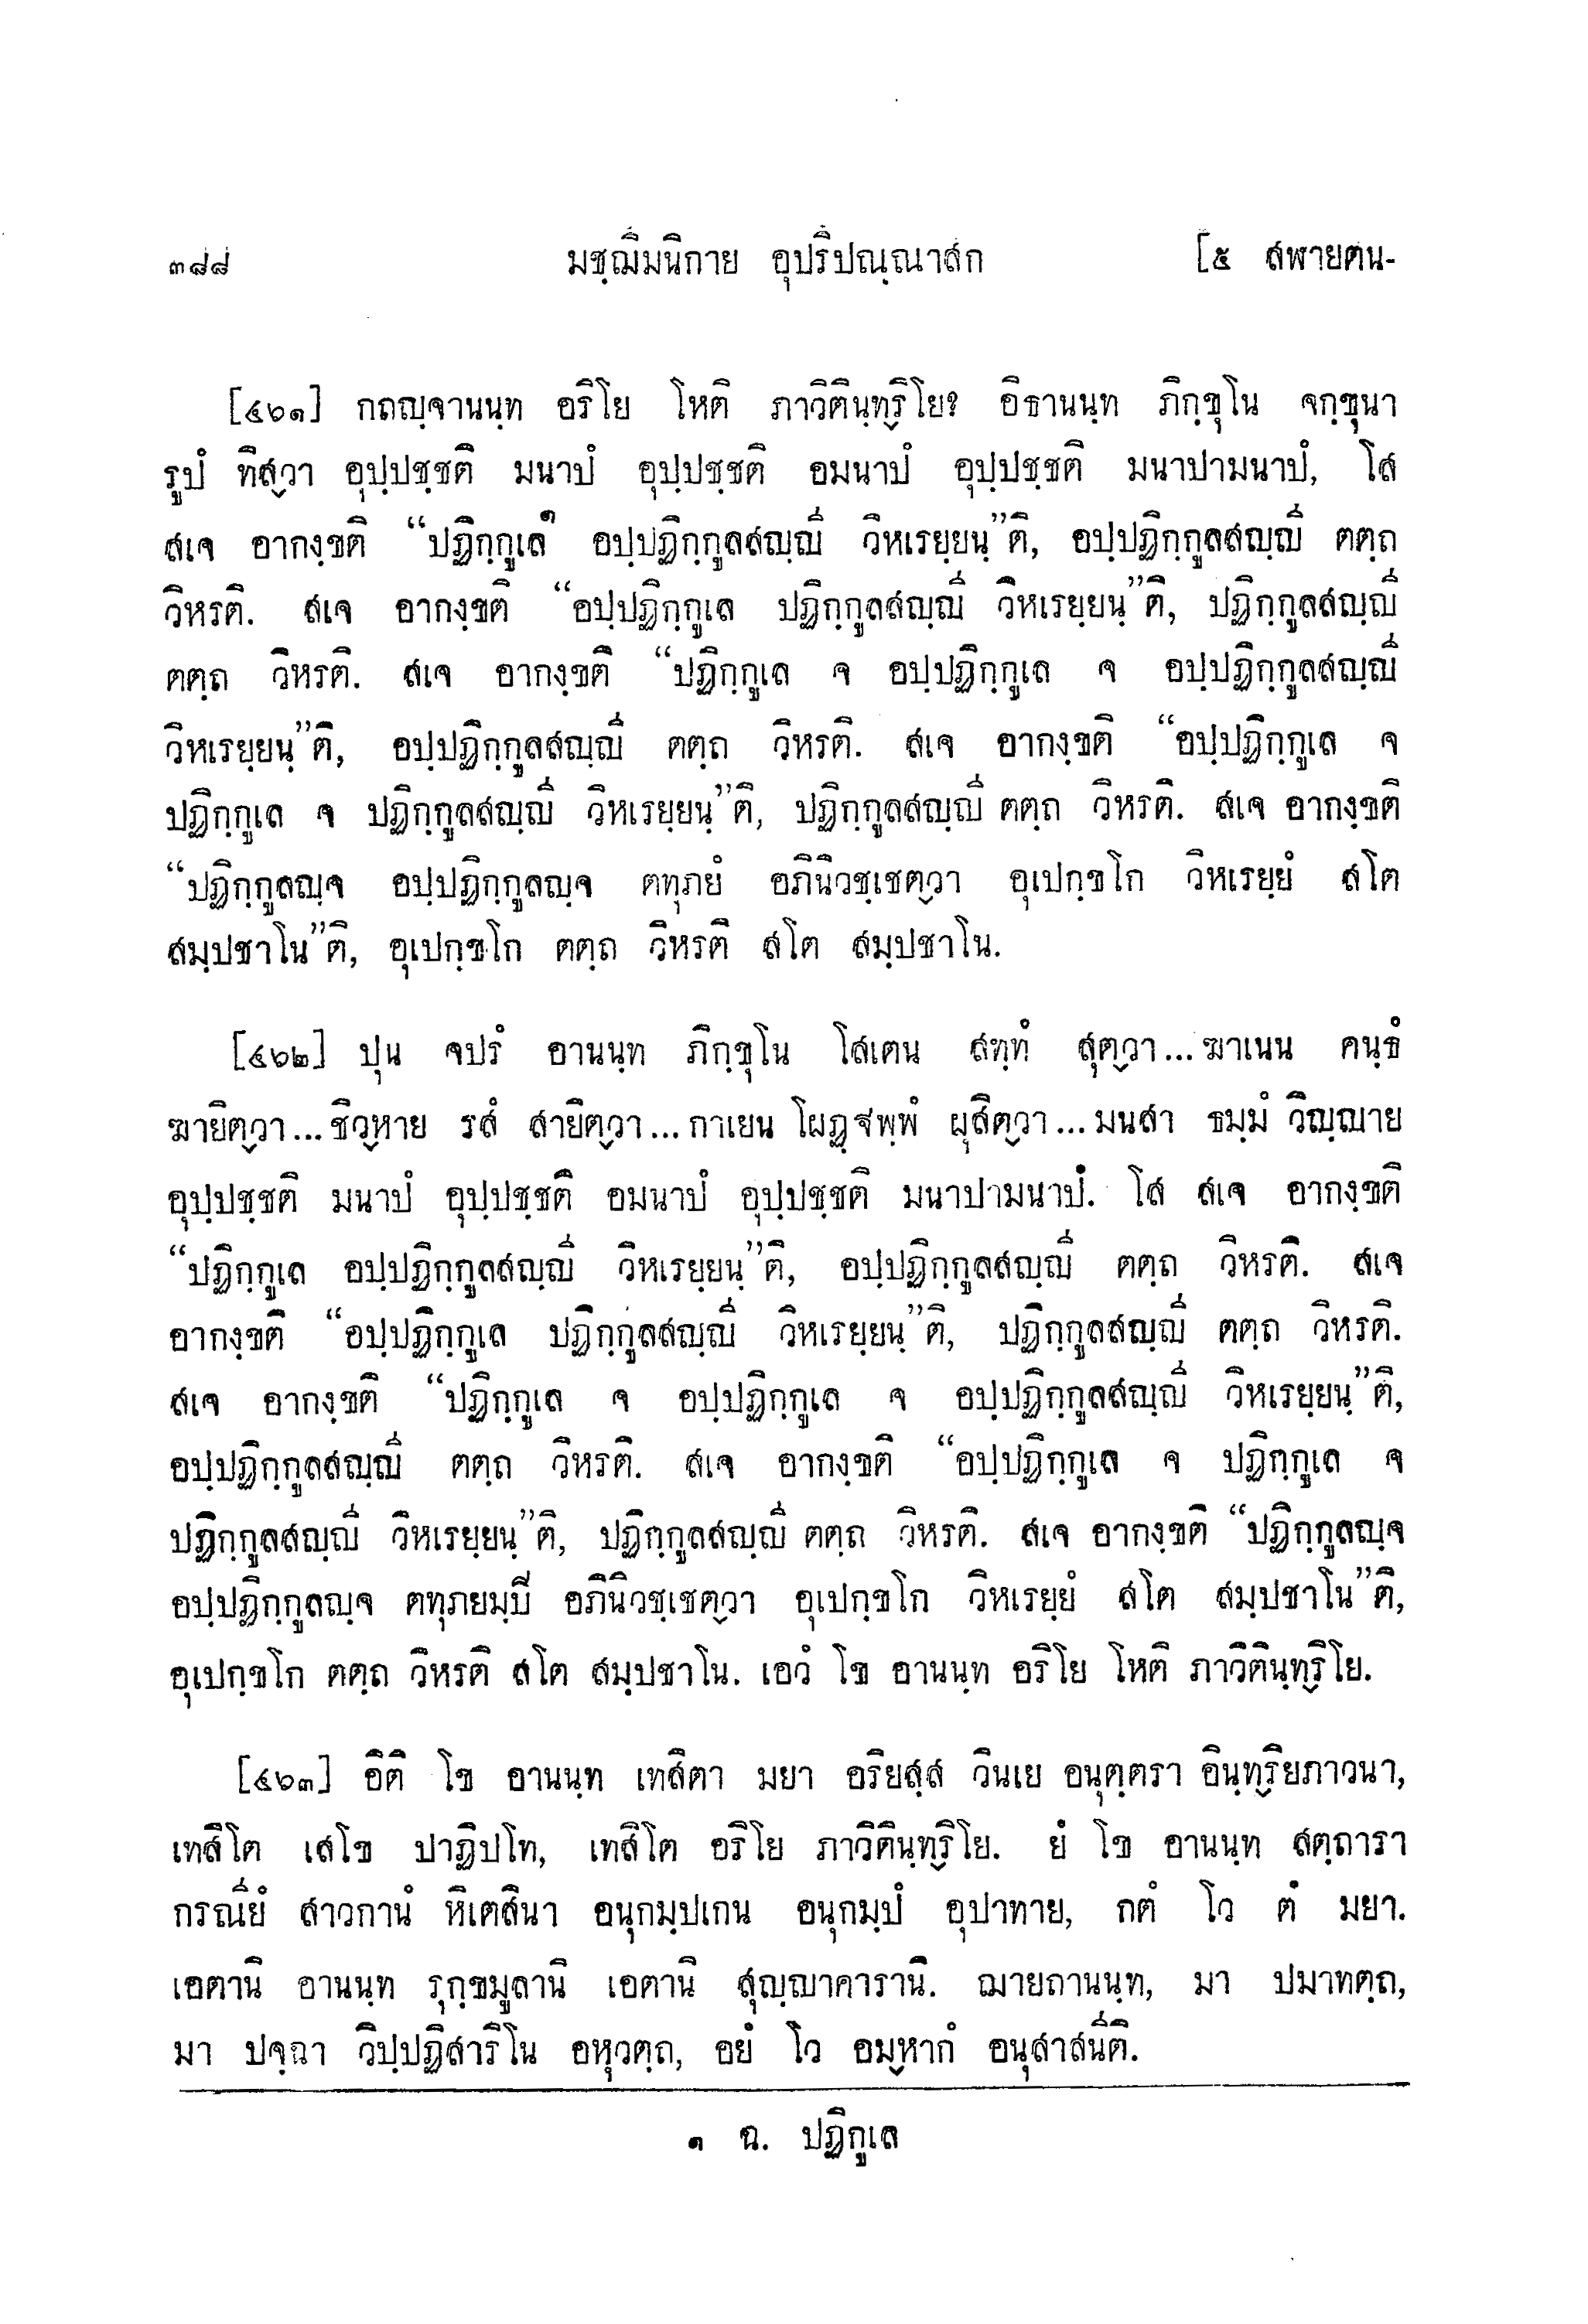 ๓๘๘ มชฺฌิมนิกาย อุปริปณฺณาสก [๕ สฬายตน-
[๔๖๑] กถญฺจานนฺท อริโย โหติ ภาวิตินฺทฺริโย? อิธานนฺท ภิกฺขุโน จกฺขุนา
รูปํ ทิสฺวา อุปฺปชฺชติ มนาปํ อุปฺปชฺชติ อมนาปํ อุปฺปชฺชติ มนาปามนาปํ, โส
สเจ อากงฺขติ “ปฏิกฺกูเล๑ อปฺปฏิกฺกูลสญฺญี วิหเรยฺยนฺ”ติ, อปฺปฏิกฺกูลสญฺญี ตตฺถ
วิหรติ. สเจ อากงฺขติ “อปฺปฏิกฺกูเล ปฏิกฺกูลสญฺญี วิหเรยฺยนฺ”ติ, ปฏิกฺกูลสญฺญี
ตตฺถ วิหรติ. สเจ อากงฺขติ “ปฏิกฺกูเล จ อปฺปฏิกฺกูเล จ อปฺปฏิกฺกูลสญฺญี
วิหเรยฺยนฺ”ติ, อปฺปฏิกฺกูลสญฺญี ตตฺถ วิหรติ. สเจ อากงฺขติ “อปฺปฏิกฺกูเล จ
ปฏิกฺกูเล จ ปฏิกฺกูลสญฺญี วิหเรยฺยนฺ”ติ, ปฏิกฺกูลสญฺญี ตตฺถ วิหรติ. สเจ อากงฺขติ
“ปฏิกฺกูลญฺจ อปฺปฏิกฺกูลญฺจ ตทุภยํ อภินิวชฺเชตฺวา อุเปกฺขโก วิหเรยฺยํ สโต
สมฺปชาโน”ติ, อุเปกฺขโก ตตฺถ วิหรติ สโต สมฺปชาโน.
[๔๖๒] ปุน จปรํ อานนฺท ภิกฺขุโน โสเตน สทฺทํ สุตฺวา...ฆาเนน คนฺธํ
ฆายิตฺวา...ชิวฺหาย รสํ สายิตฺวา...กาเยน โผฏฺฐพฺพํ ผุสิตฺวา...มนสา ธมฺมํ วิญฺญาย
อุปฺปชฺชติ มนาปํ อุปฺปชฺชติ อมนาปํ อุปฺปชฺชติ มนาปามนาปํ. โส สเจ อากงฺขติ
“ปฏิกฺกูเล อปฺปฏิกฺกูลสญฺญี วิหเรยฺยนฺ”ติ, อปฺปฏิกฺกูลสญฺญี ตตฺถ วิหรติ. สเจ
อากงฺขติ “อปฺปฏิกฺกูเล ปฏิกฺกูลสญฺญี วิหเรยฺยนฺ”ติ, ปฏิกฺกูลสญฺญี ตตฺถ วิหรติ.
สเจ อากงฺขติ “ปฏิกฺกูเล จ อปฺปฏิกฺกูเล จ อปฺปฏิกฺกูลสญฺญี วิหเรยฺยนฺ”ติ,
อปฺปฏิกฺกูลสญฺญี ตตฺถ วิหรติ. สเจ อากงฺขติ “อปฺปฏิกฺกูเล จ ปฏิกฺกูเล จ
ปฏิกฺกูลสญฺญี วิหเรยฺยนฺ”ติ, ปฏิกฺกูลสญฺญี ตตฺถ วิหรติ. สเจ อากงฺขติ “ปฏิกฺกูลญฺจ
อปฺปฏิกฺกูลญฺจ ตทุภยมฺปิ อภินิวชฺเชตฺวา อุเปกฺขโก วิหเรยฺยํ สโต สมฺปชาโน”ติ,
อุเปกฺขโก ตตฺถ วิหรติ สโต สมฺปชาโน. เอวํ โข อานนฺท อริโย โหติ ภาวิตินฺทฺริโย.
[๔๖๓] อิติ โข อานนฺท เทสิตา มยา อริยสฺส วินเย อนุตฺตรา อินฺทฺริยภาวนา,
เทสิโต เสโข ปาฏิปโท, เทสิโต อริโย ภาวิตินฺทฺริโย. ยํ โข อานนฺท สตฺถารา
กรณียํ สาวกานํ หิเตสินา อนุกมฺปเกน อนุกมฺปํ อุปาทาย, กตํ โว ตํ มยา.
เอตานิ อานนฺท รุกฺขมูลานิ เอตานิ สุญฺญาคารานิ. ฌายถานนฺท, มา ปมาทตฺถ,
มา ปจฺฉา วิปฺปฏิสาริโน อหุวตฺถ, อยํ โว อมฺหากํ อนุสาสนีติ.
๑ ฉ. ปฏิกูเล